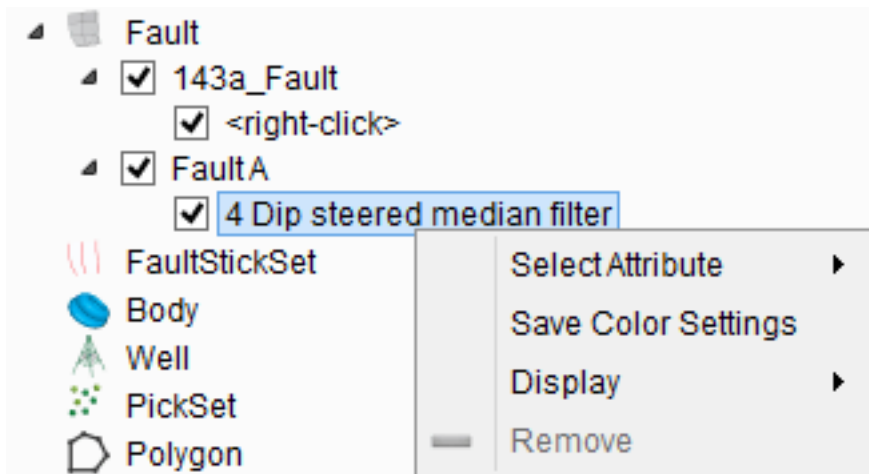 Fault
143a_Fault
<right-click>
Fault A
4 Dip steered median filter
FaultStickSet
Select Attribute
Body
Save Color Settings
Well
Display
PickSet
Remove
Polygon